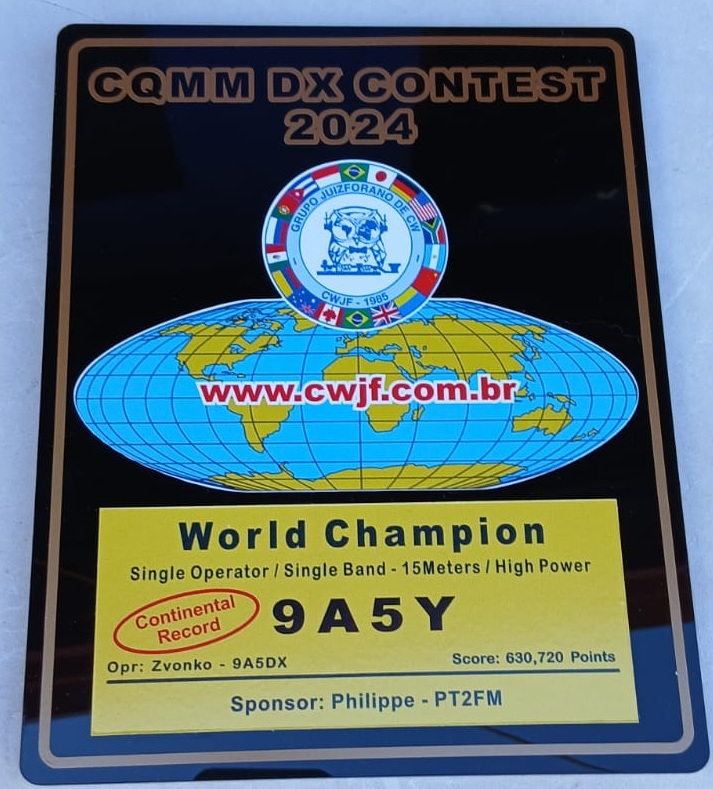 CQMM DX CONTEST
2024
GRUPO JUIZFORANO DE CW
CWJF - 1985
www.cwjf.com.br
World Champion
Single Operator / Single Band - 15Meters / High Power
Continental
Record
9A5Y
Opr: Zvonko - 9A5DX
Score: 630,720 Points
Sponsor: Philippe - PT2FM